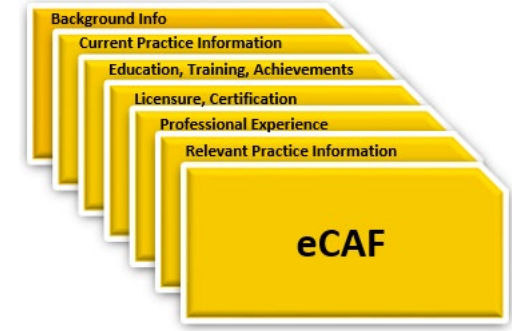 Background Info
Current Practice Information
Education, Training, Achievements
Licensure, Certification
Professional Experience
Relevant Practice Information
eCAF